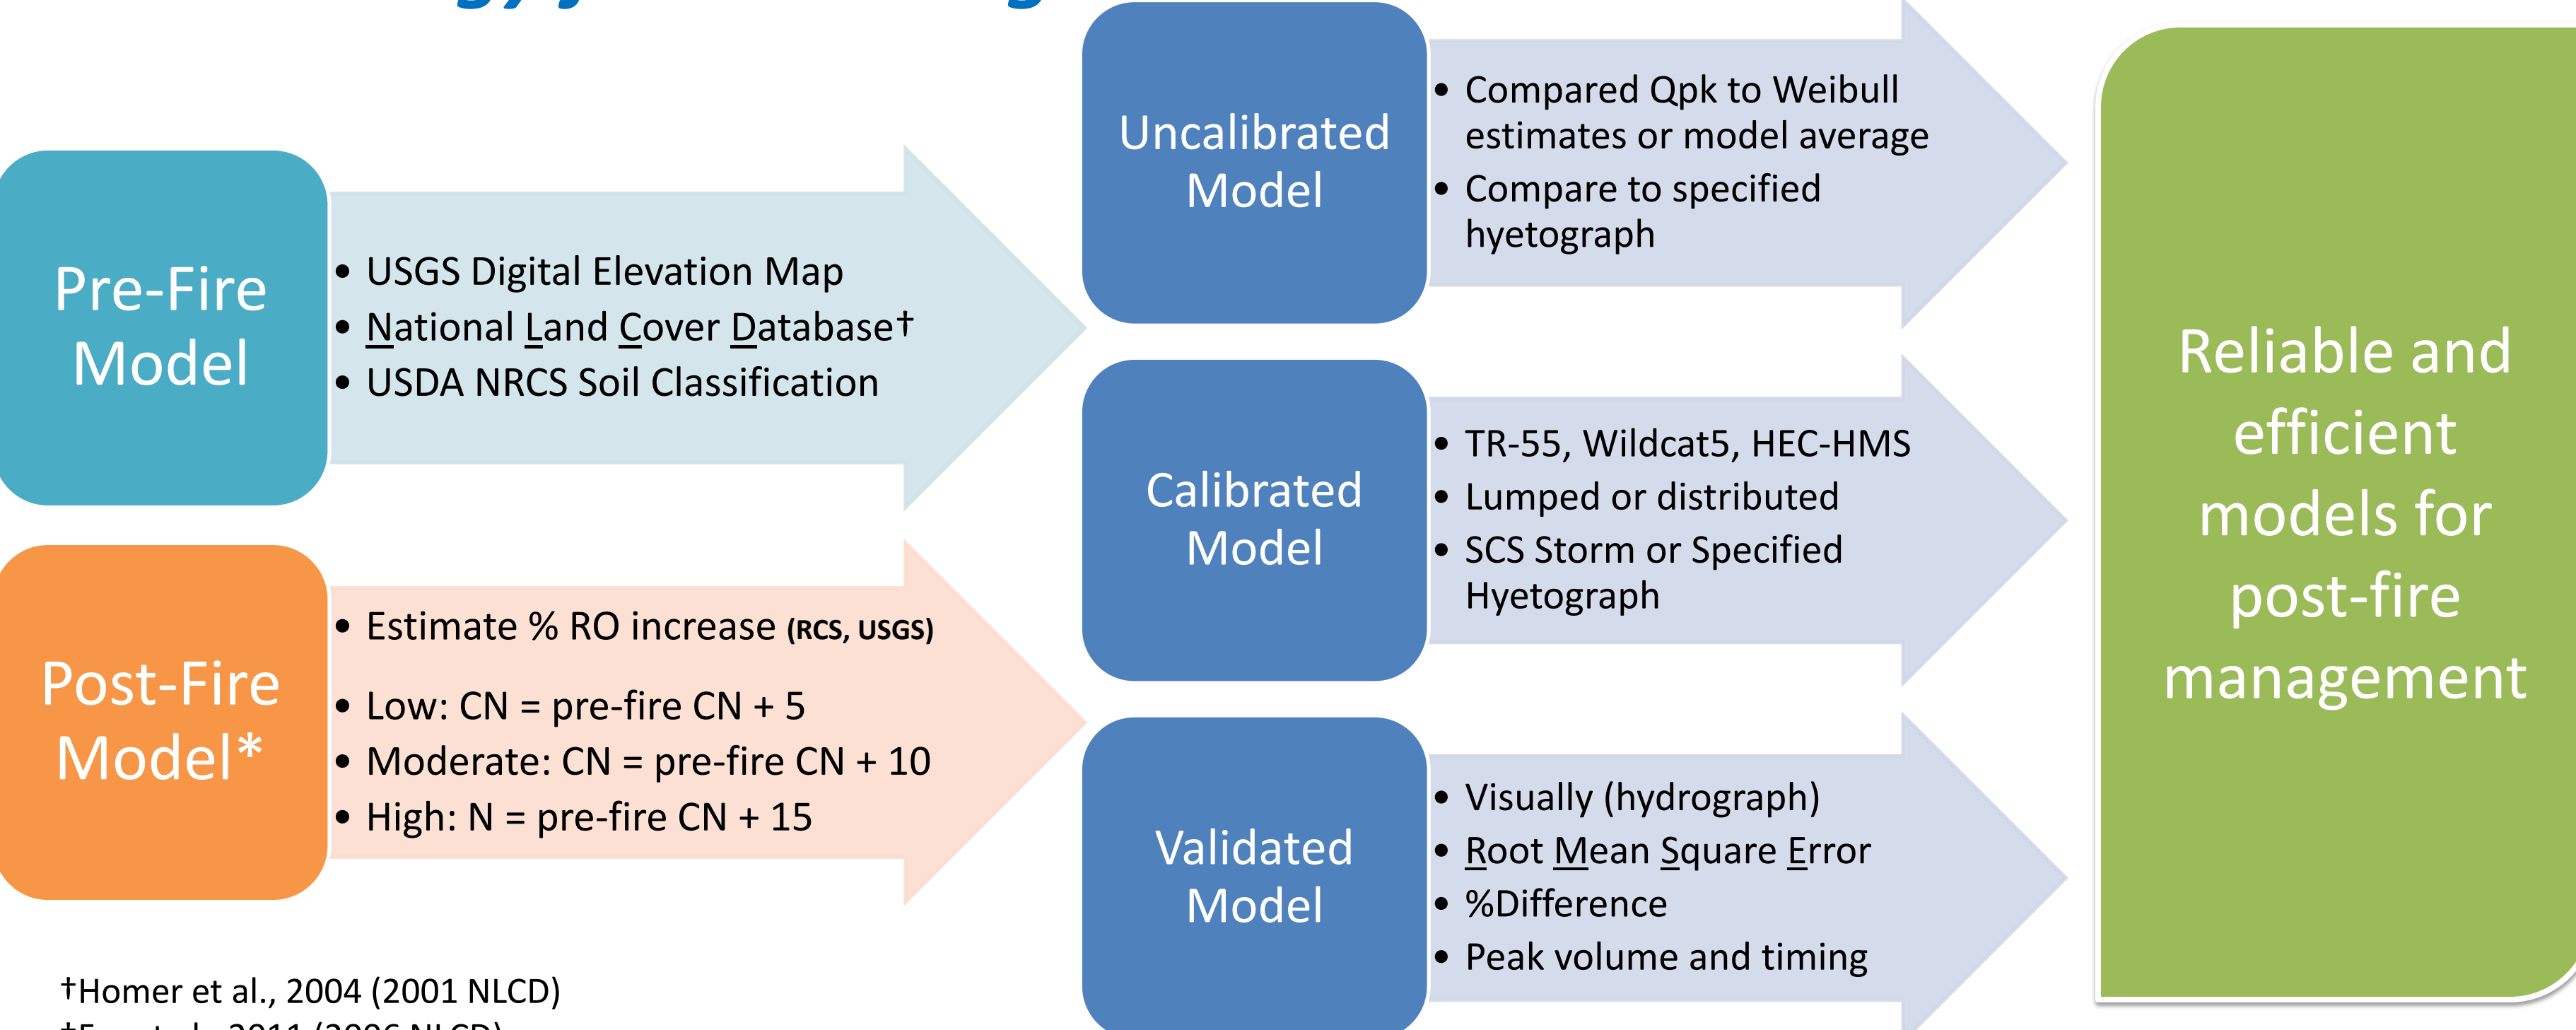 Pre-Fire
Model
• USGS Digital Elevation Map
• National Land Cover Database†
• USDA NRCS Soil Classification
Post-Fire
Model*
• Estimate % RO increase (RCS, USGS)
• Low: CN = pre-fire CN + 5
• Moderate: CN = pre-fire CN + 10
• High: N = pre-fire CN + 15
†Homer et al., 2004 (2001 NLCD)
2011 (2006 NLCD)
Uncalibrated
Model
• Compared Qpk to Weibull
estimates or model average
• Compare to specified
hyetograph
Calibrated
Model
• TR-55, Wildcat5, HEC-HMS
• Lumped or distributed
• SCS Storm or Specified
Hyetograph
Validated
Model
• Visually (hydrograph)
• Root Mean Square Error
• %Difference
• Peak volume and timing
Reliable and
efficient
models for
post-fire
management